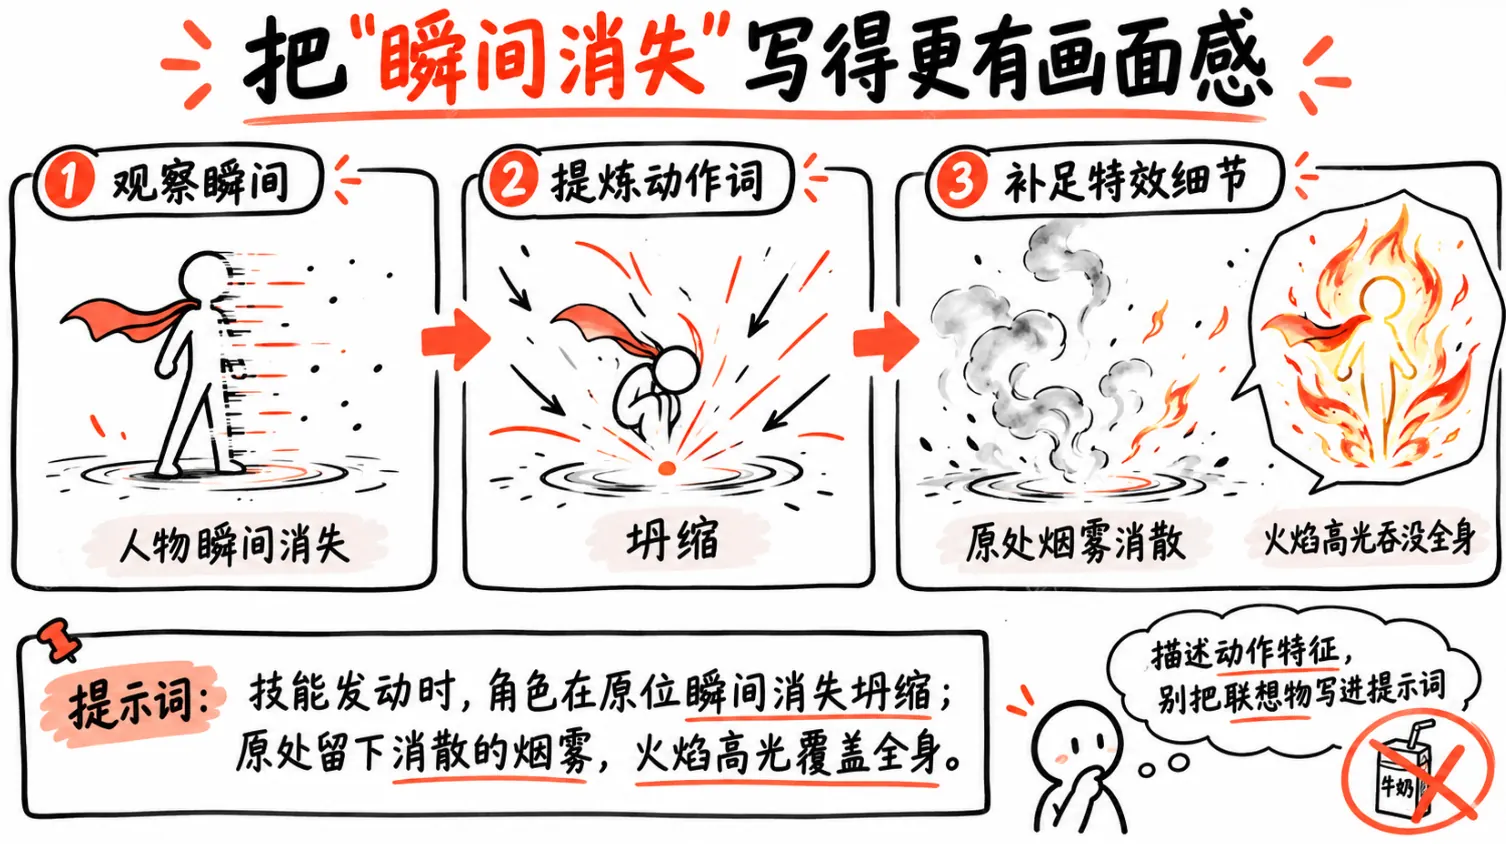 把“瞬间消失”写得更有画面感
1 观察瞬间
人物瞬间消失
2 提炼动作词
坍缩
3 补足特效细节
原处烟雾消散
火焰高光吞没全身
提示词：
技能发动时，角色在原位瞬间消失坍缩；
原处留下消散的烟雾，火焰高光覆盖全身。
描述动作特征，
别把联想物写进提示词
牛奶